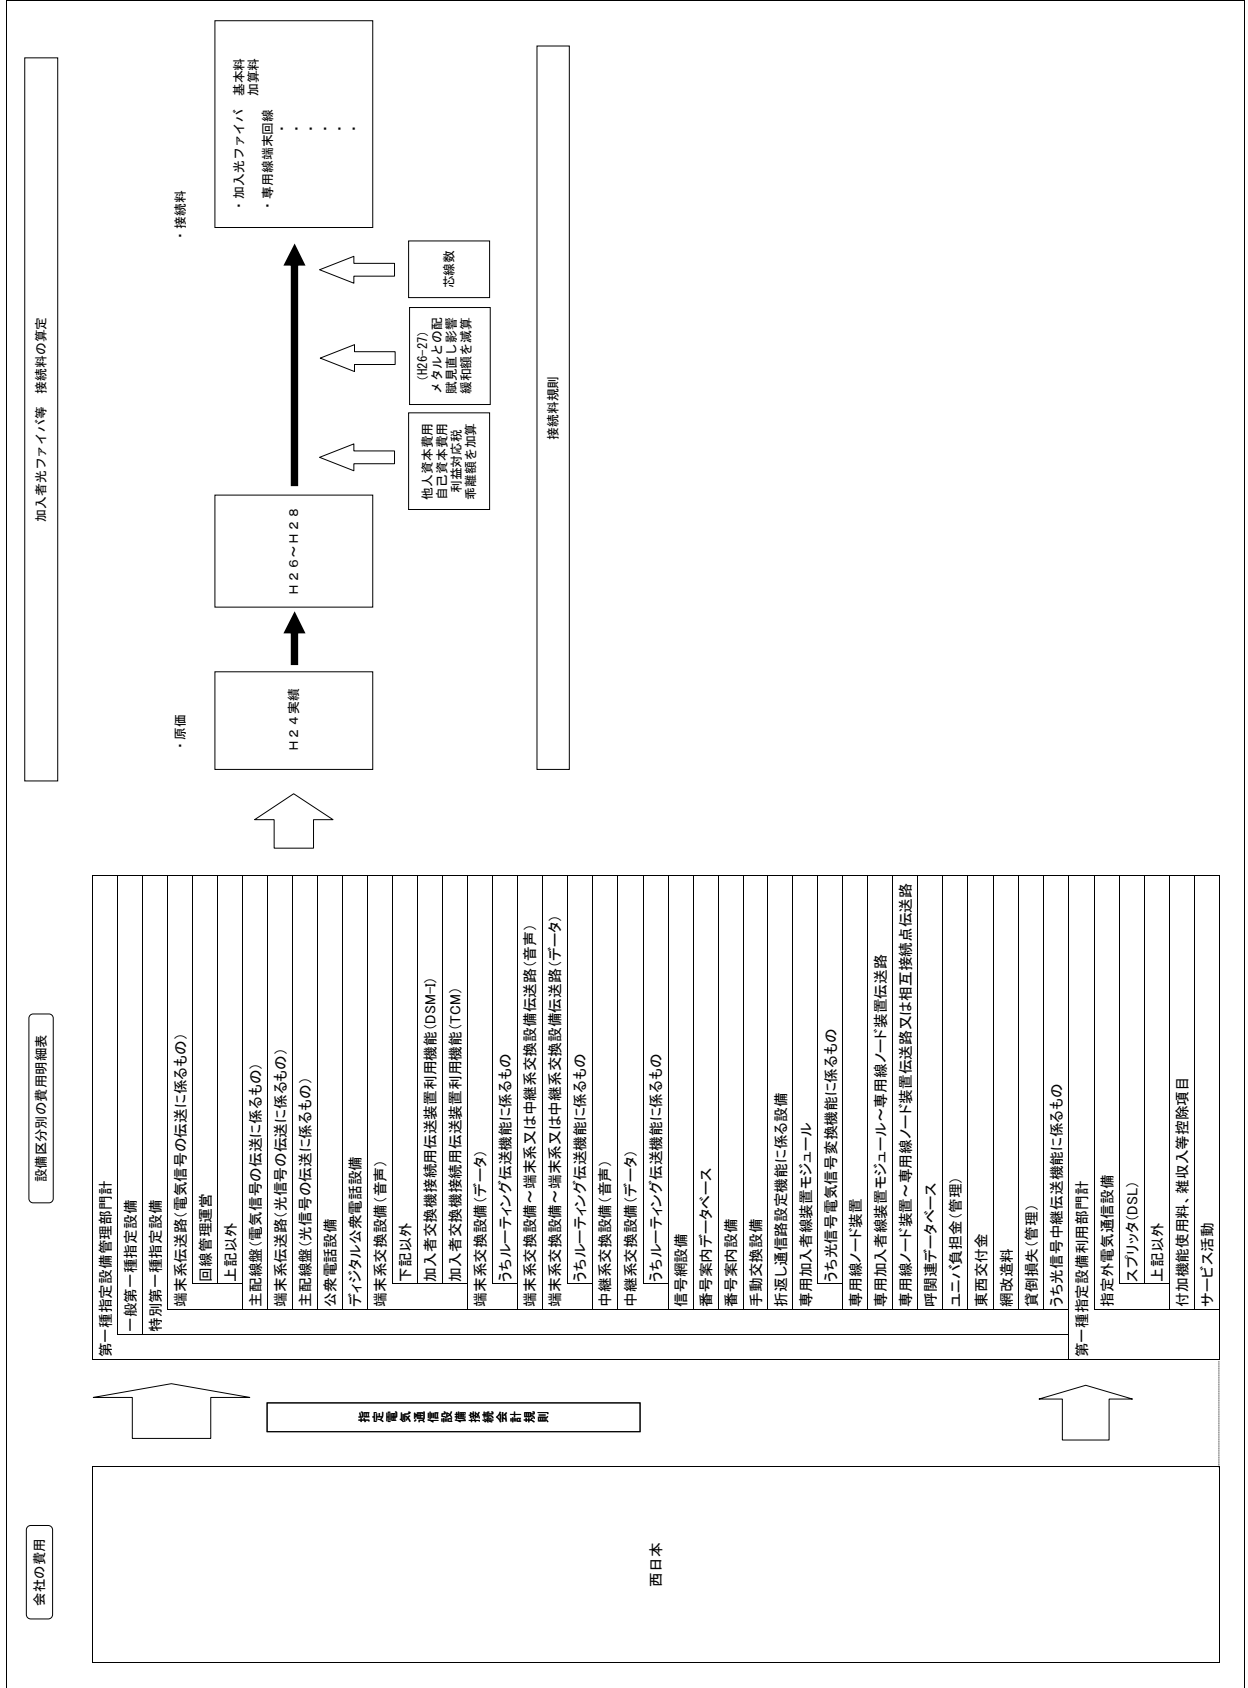 会社の費用
西日本
指定電気通信設備接続会計規則
設備区分別の費用明細表
第一種指定設備管理部門計
一般第一種指定設備
特別第一種指定設備
端末系伝送路(電気信号の伝送に係るもの)
回線管理運営
上記以外
主配線盤(電気信号の伝送に係るもの)
端末系伝送路(光信号の伝送に係るもの)
主配線盤(光信号の伝送に係るもの)
公衆電話設備
ディジタル公衆電話設備
端末系交換設備(音声)
下記以外
加入者交換機接続用伝送装置利用機能(DSM-I)
加入者交換機接続用伝送装置利用機能(TCM)
端末系交換設備(データ)
うちルーティング伝送機能に係るもの
端末系交換設備～端末系又は中継系交換設備伝送路(音声)
端末系交換設備～端末系又は中継系交換設備伝送路(データ)
うちルーティング伝送機能に係るもの
中継系交換設備(音声)
中継系交換設備(データ)
うちルーティング伝送機能に係るもの
信号網設備
番号案内データベース
番号案内設備
手動交換設備
折返し通信路設定機能に係る設備
専用加入者線装置モジュール
うち光信号電気信号変換機能に係るもの
専用線ノード装置
専用加入者線装置モジュール～専用線ノード装置伝送路
専用線ノード装置～専用線ノード装置伝送路又は相互接続点伝送路
呼関連データベース
ユニバ負担金(管理)
東西交付金
網改造料
貸倒損失(管理)
うち光信号中継伝送機能に係るもの
第一種指定設備利用部門計
指定外電気通信設備
スプリッタ(DSL)
上記以外
付加機能使用料、雑収入等控除項目
サービス活動
加入者光ファイバ等 接続料の算定
・原価
H24実績
H26～H28
他人資本費用
自己資本費用
利益対応税
乖離額を加算
(H26-27)
メタルとの配
賦見直し影響
緩和額を減算
芯線数
・接続料
・加入光ファイバ 基本料
加算料
・専用線端末回線
・
・
・
・
・
・
接続料規則